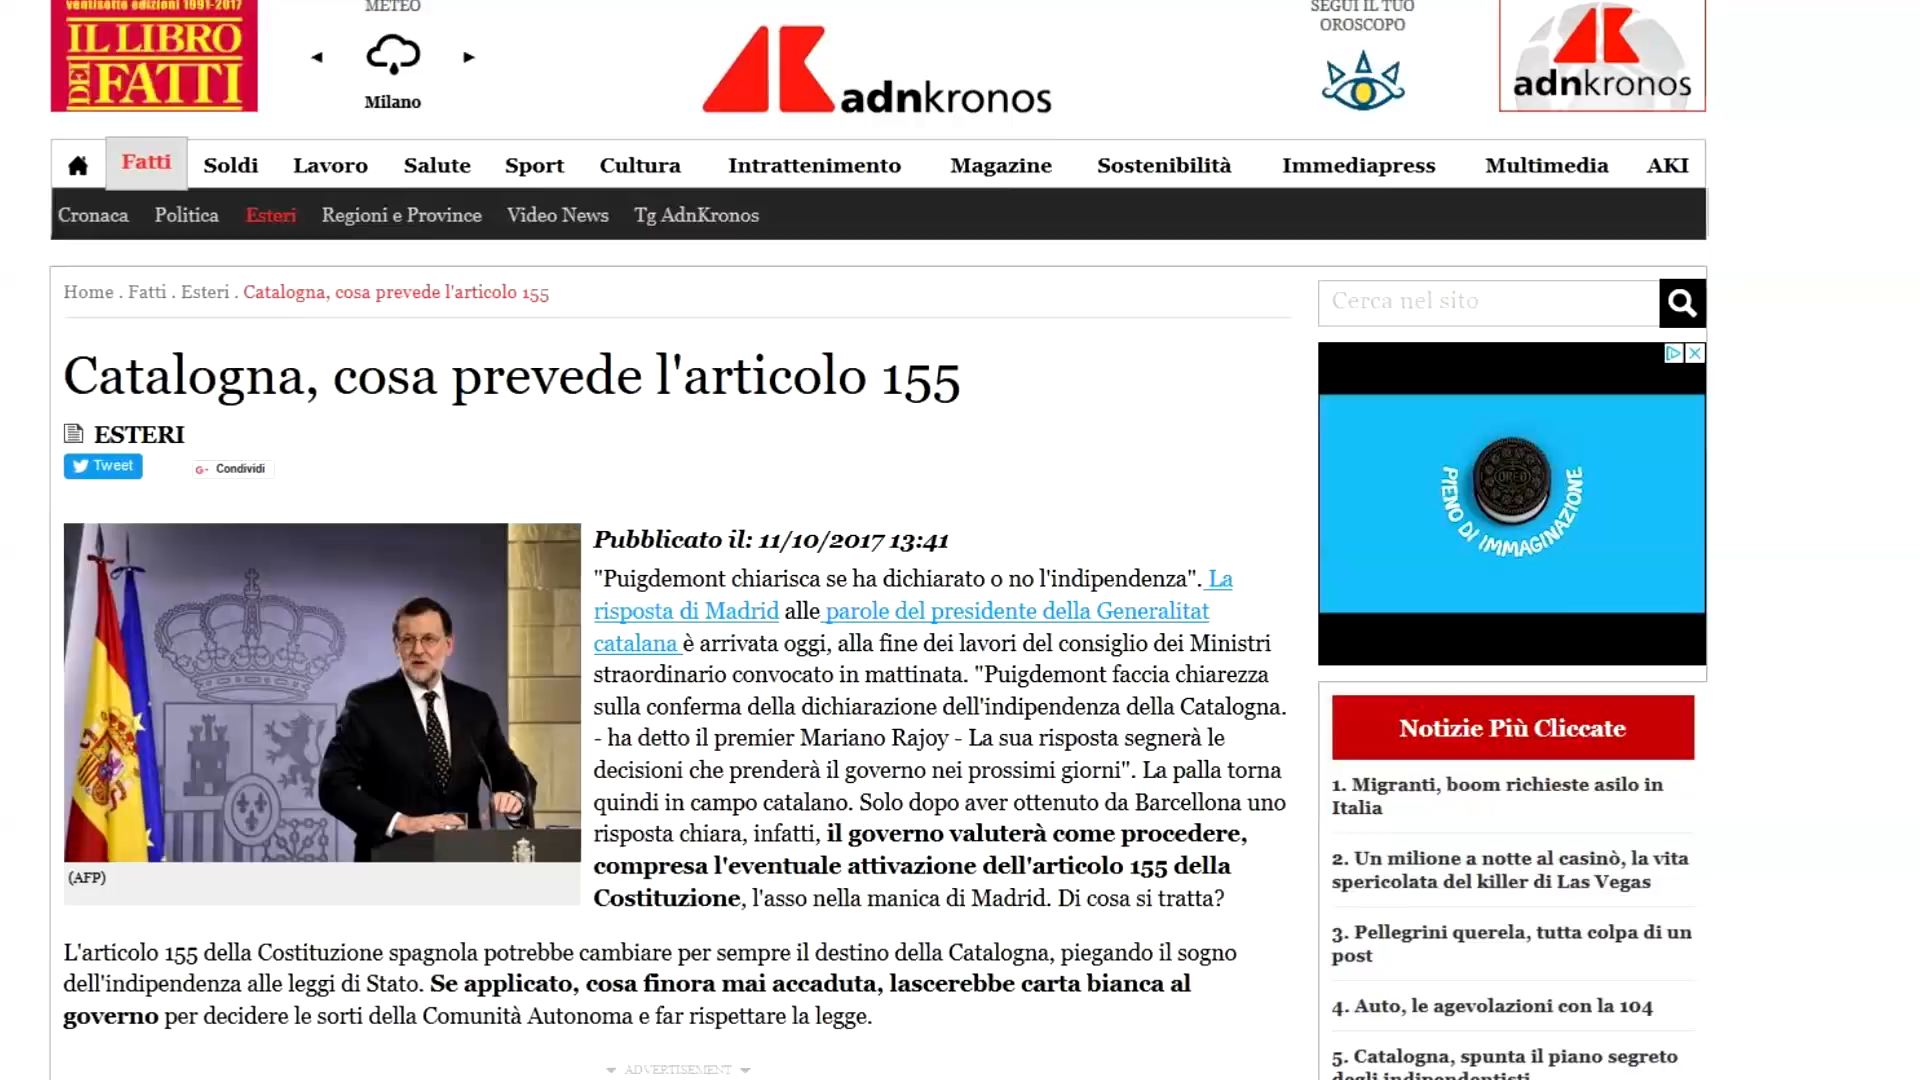 ventisette edizioni 1991-2017
IL LIBRO
DEI FATTI
METEO
Milano
adnkronos
SEGUI IL TUO
OROSCOPO
adnkronos
Fatti Soldi Lavoro Salute Sport Cultura Intrattenimento Magazine Sostenibilità Immediapress Multimedia AKI
Cronaca Politica Esteri Regioni e Province Video News Tg AdnKronos
Home . Fatti . Esteri . Catalogna, cosa prevede l'articolo 155
Cerca nel sito
Catalogna, cosa prevede l'articolo 155
ESTERI
Tweet
G+ Condividi
OREO
PIENO DI IMMAGINAZIONE
Pubblicato il: 11/10/2017 13:41
"Puigdemont chiarisca se ha dichiarato o no l'indipendenza". La
risposta di Madrid alle parole del presidente della Generalitat
catalana è arrivata oggi, alla fine dei lavori del consiglio dei Ministri
straordinario convocato in mattinata. "Puigdemont faccia chiarezza
sulla conferma della dichiarazione dell'indipendenza della Catalogna.
- ha detto il premier Mariano Rajoy - La sua risposta segnerà le
decisioni che prenderà il governo nei prossimi giorni". La palla torna
quindi in campo catalano. Solo dopo aver ottenuto da Barcellona uno
risposta chiara, infatti, il governo valuterà come procedere,
compresa l'eventuale attivazione dell'articolo 155 della
Costituzione, l'asso nella manica di Madrid. Di cosa si tratta?
(AFP)
L'articolo 155 della Costituzione spagnola potrebbe cambiare per sempre il destino della Catalogna, piegando il sogno
dell'indipendenza alle leggi di Stato. Se applicato, cosa finora mai accaduta, lascerebbe carta bianca al
governo per decidere le sorti della Comunità Autonoma e far rispettare la legge.
ADVERTISEMENT
Notizie Più Cliccate
1. Migranti, boom richieste asilo in
Italia
2. Un milione a notte al casinò, la vita
spericolata del killer di Las Vegas
3. Pellegrini querela, tutta colpa di un
post
4. Auto, le agevolazioni con la 104
5. Catalogna, spunta il piano segreto
degli indipendentisti